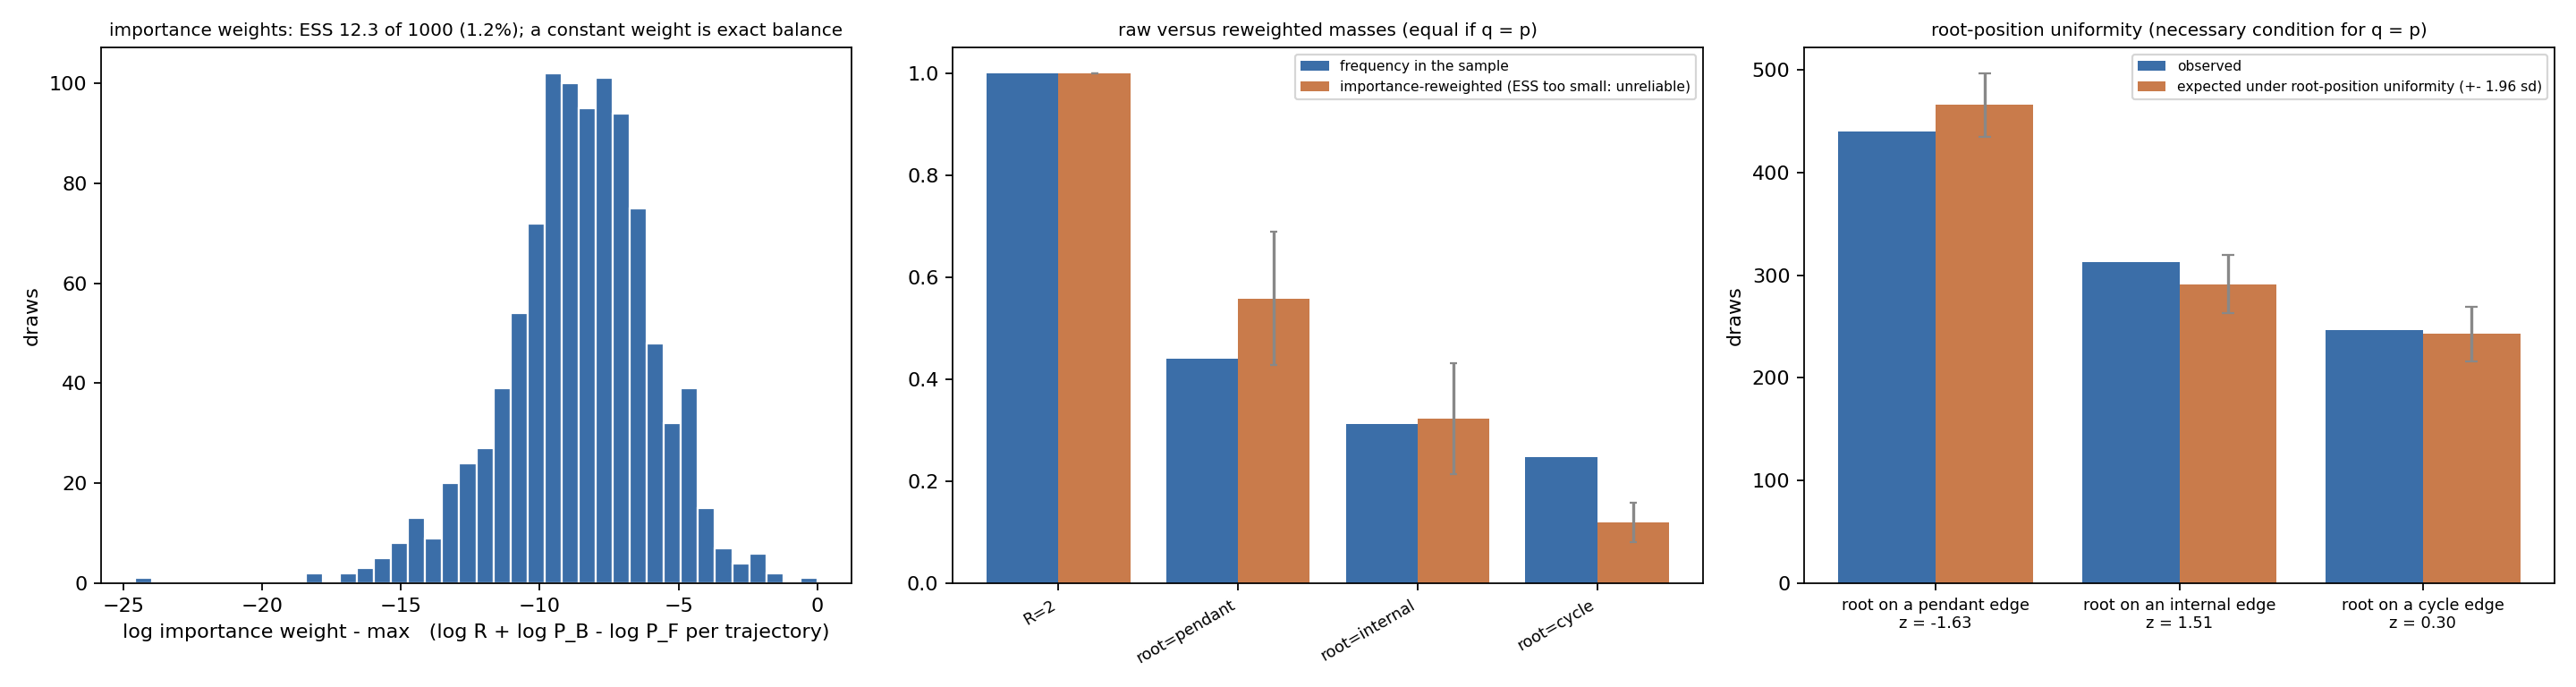 importance weights: ESS 12.3 of 1000 (1.2%); a constant weight is exact balance
draws
100
80
60
40
20
0
−25
−20
−15
−10
−5
0
log importance weight - max   (log R + log P_B - log P_F per trajectory)
raw versus reweighted masses (equal if q = p)
frequency in the sample
importance-reweighted (ESS too small: unreliable)
1.0
0.8
0.6
0.4
0.2
0.0
R=2
root=pendant
root=internal
root=cycle
root-position uniformity (necessary condition for q = p)
observed
expected under root-position uniformity (+- 1.96 sd)
draws
500
400
300
200
100
0
root on a pendant edge
z = -1.63
root on an internal edge
z = 1.51
root on a cycle edge
z = 0.30